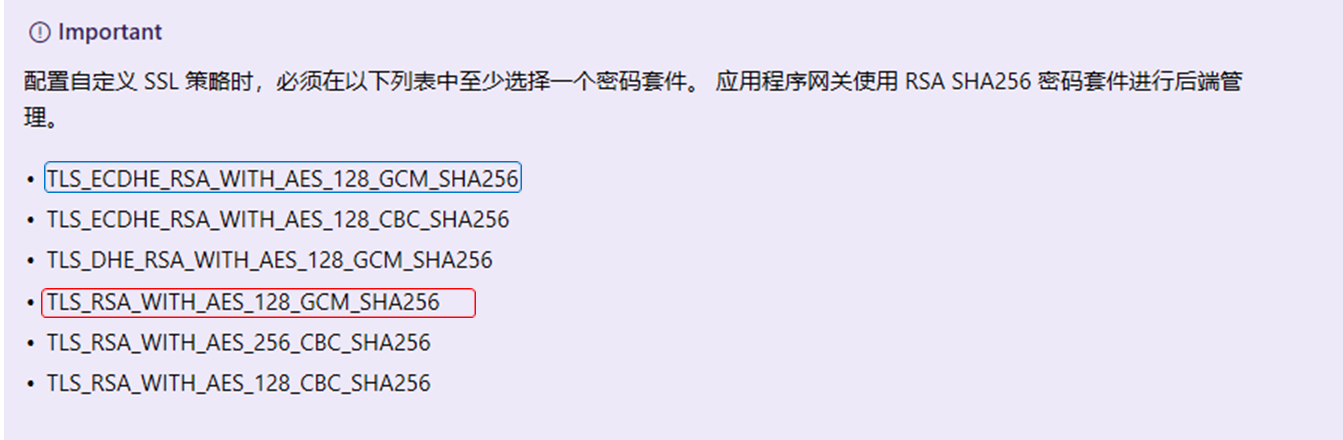 Important
配置自定义 SSL 策略时，必须在以下列表中至少选择一个密码套件。 应用程序网关使用 RSA SHA256 密码套件进行后端管
理。
• TLS_ECDHE_RSA_WITH_AES_128_GCM_SHA256
• TLS_ECDHE_RSA_WITH_AES_128_CBC_SHA256
• TLS_DHE_RSA_WITH_AES_128_GCM_SHA256
• TLS_RSA_WITH_AES_128_GCM_SHA256
• TLS_RSA_WITH_AES_256_CBC_SHA256
• TLS_RSA_WITH_AES_128_CBC_SHA256